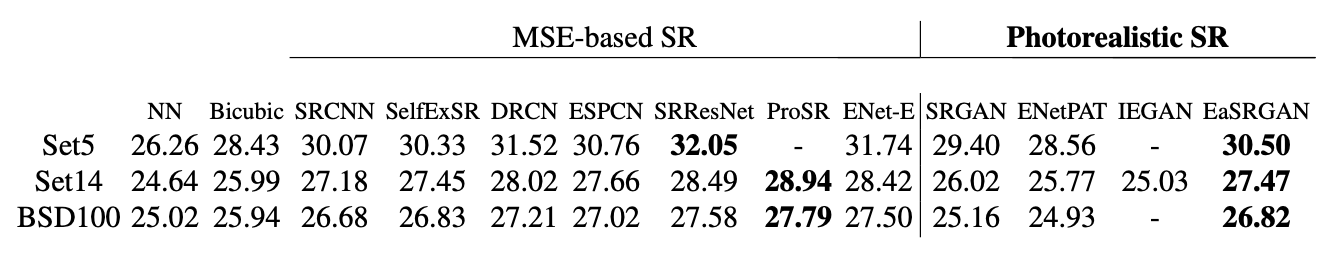 MSE-based SR Photorealistic SR
NN Bicubic SRCNN SelfExSR DRCN ESPCN SRResNet ProSR ENet-E SRGAN ENetPAT IEGAN EaSRGAN
Set5 26.26 28.43 30.07 30.33 31.52 30.76 32.05 - 31.74 29.40 28.56 - 30.50
Set14 24.64 25.99 27.18 27.45 28.02 27.66 28.49 28.94 28.42 26.02 25.77 25.03 27.47
BSD100 25.02 25.94 26.68 26.83 27.21 27.02 27.58 27.79 27.50 25.16 24.93 - 26.82